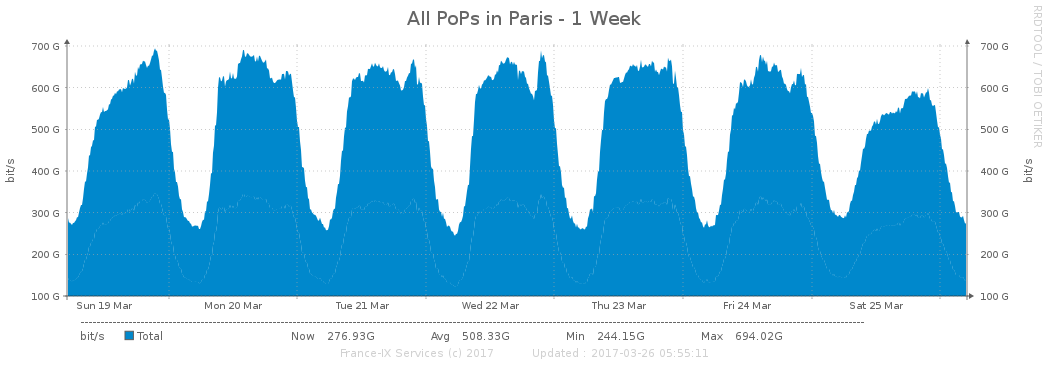 All PoPs in Paris - 1 Week
RRDTOOL / TOBI OETIKER
700 G 700 G
600 G 600 G
500 G 500 G
400 G 400 G
300 G 300 G
200 G 200 G
100 G 100 G
bit/s bit/s
Sun 19 Mar Mon 20 Mar Tue 21 Mar Wed 22 Mar Thu 23 Mar Fri 24 Mar Sat 25 Mar
bit/s Total Now 276.93G Avg 508.33G Min 244.15G Max 694.02G
France-IX Services (c) 2017 Updated : 2017-03-26 05:55:11